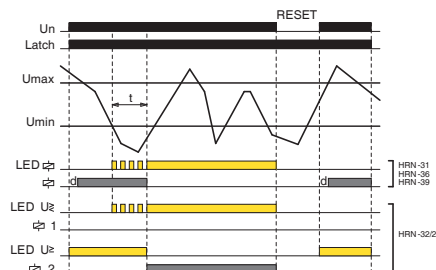 RESET
Un
Latch
Umax
t
Umin
LED
HRN-31
HRN-36
d d HRN-39
LED U≥
1
HRN-32/2
LED U≥
2